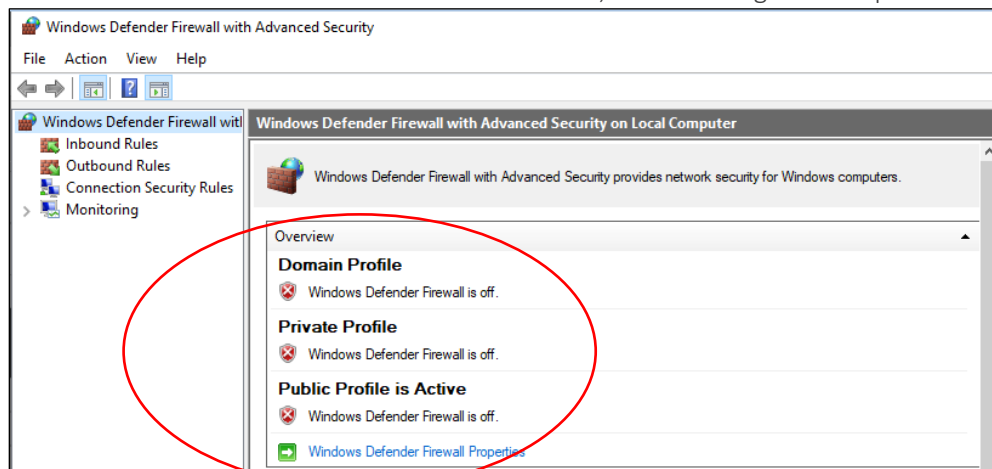 Windows Defender Firewall with Advanced Security
File Action View Help
Windows Defender Firewall witl
Inbound Rules
Outbound Rules
Connection Security Rules
Monitoring
Windows Defender Firewall with Advanced Security on Local Computer
Windows Defender Firewall with Advanced Security provides network security for Windows computers.
Overview
Domain Profile
Windows Defender Firewall is off.
Private Profile
Windows Defender Firewall is off.
Public Profile is Active
Windows Defender Firewall is off.
Windows Defender Firewall Properties